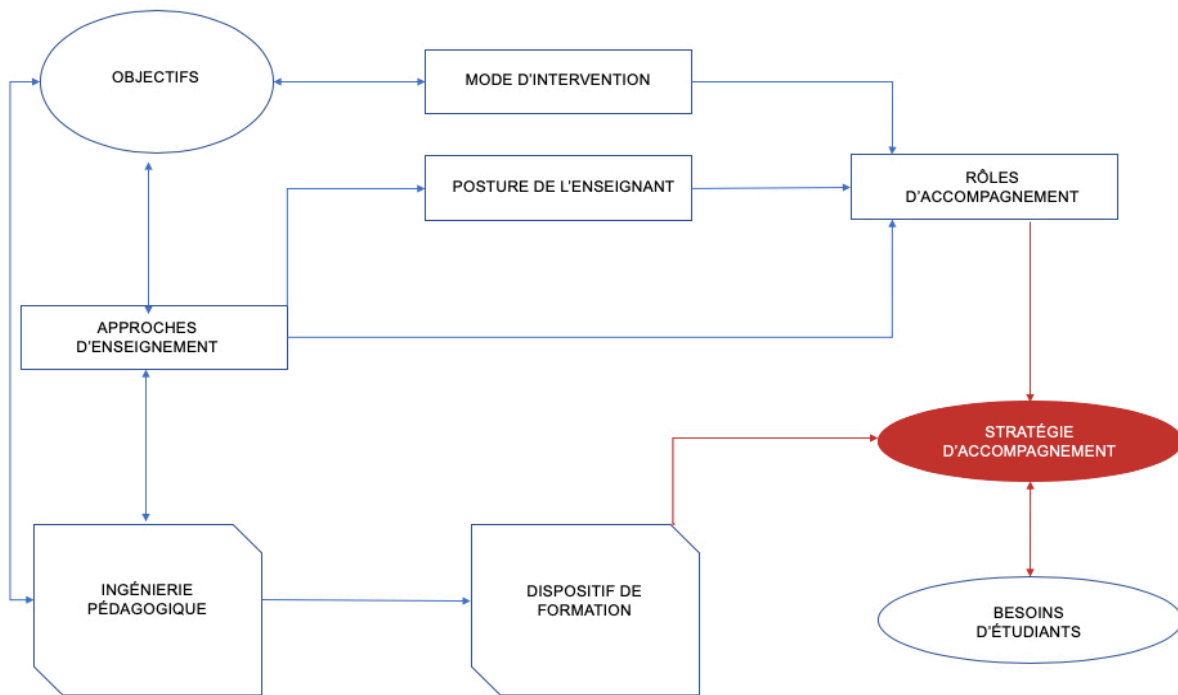 OBJECTIFS
MODE D'INTERVENTION
POSTURE DE L'ENSEIGNANT
RÔLES
D'ACCOMPAGNEMENT
APPROCHES
D'ENSEIGNEMENT
STRATÉGIE
D'ACCOMPAGNEMENT
INGÉNIERIE
PÉDAGOGIQUE
DISPOSITIF DE
FORMATION
BESOINS
D'ÉTUDIANTS